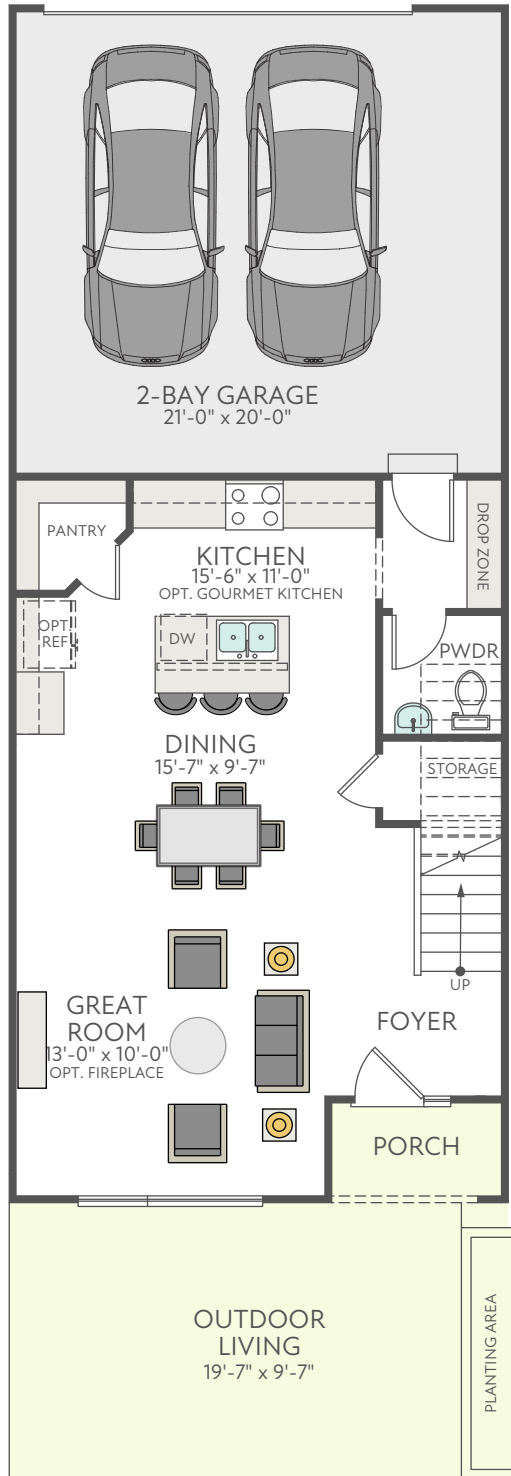 2-BAY GARAGE
21'-0" x 20'-0"
PANTRY
DROP ZONE
KITCHEN
15'-6" x 11'-0"
OPT. GOURMET KITCHEN
OPT.
REF.
DW
PWDR
DINING
15'-7" x 9'-7"
STORAGE
UP
GREAT
ROOM
13'-0" x 10'-0"
OPT. FIREPLACE
FOYER
PORCH
OUTDOOR
LIVING
19'-7" x 9'-7"
PLANTING AREA